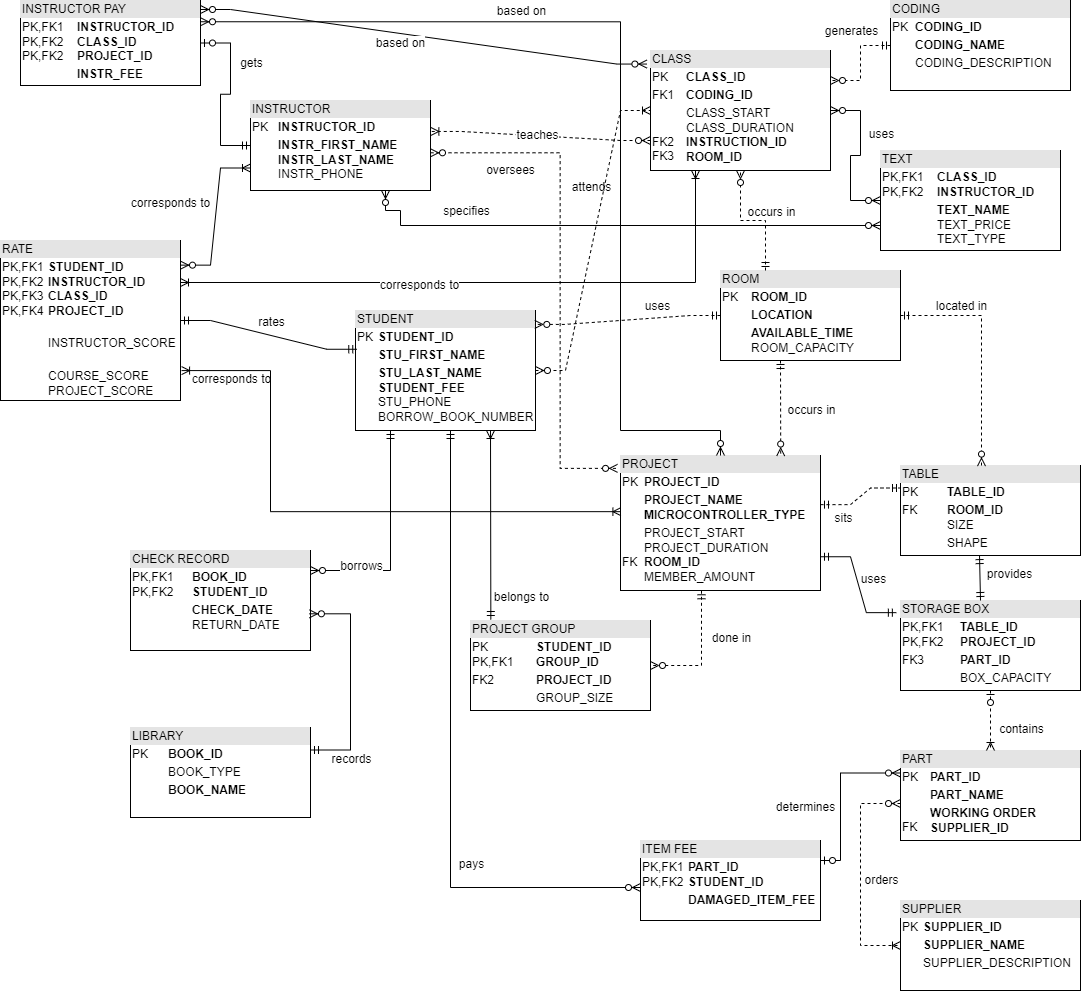 INSTRUCTOR PAY
PK,FK1 INSTRUCTOR_ID
PK,FK2 CLASS_ID
PK,FK2 PROJECT_ID
INSTR_FEE
based on
based on
gets
CODING
PK CODING_ID
CODING_NAME
CODING_DESCRIPTION
generates
CLASS
PK CLASS_ID
FK1 CODING_ID
CLASS_START
CLASS_DURATION
FK2 INSTRUCTION_ID
FK3 ROOM_ID
INSTRUCTOR
PK INSTRUCTOR_ID
INSTR_FIRST_NAME
INSTR_LAST_NAME
INSTR_PHONE
teaches
oversees
attends
specifies
uses
TEXT
PK,FK1 CLASS_ID
PK,FK2 INSTRUCTOR_ID
TEXT_NAME
TEXT_PRICE
TEXT_TYPE
corresponds to
occurs in
RATE
PK,FK1 STUDENT_ID
PK,FK2 INSTRUCTOR_ID
PK,FK3 CLASS_ID
PK,FK4 PROJECT_ID
INSTRUCTOR_SCORE
COURSE_SCORE
PROJECT_SCORE
corresponds to
rates
corresponds to
STUDENT
PK STUDENT_ID
STU_FIRST_NAME
STU_LAST_NAME
STUDENT_FEE
STU_PHONE
BORROW_BOOK_NUMBER
uses
ROOM
PK ROOM_ID
LOCATION
AVAILABLE_TIME
ROOM_CAPACITY
located in
occurs in
PROJECT
PK PROJECT_ID
PROJECT_NAME
MICROCONTROLLER_TYPE
PROJECT_START
PROJECT_DURATION
FK ROOM_ID
MEMBER_AMOUNT
sits
TABLE
PK TABLE_ID
FK ROOM_ID
SIZE
SHAPE
uses
provides
CHECK RECORD
PK,FK1 BOOK_ID
PK,FK2 STUDENT_ID
CHECK_DATE
RETURN_DATE
borrows
belongs to
PROJECT GROUP
PK STUDENT_ID
PK,FK1 GROUP_ID
FK2 PROJECT_ID
GROUP_SIZE
done in
STORAGE BOX
PK,FK1 TABLE_ID
PK,FK2 PROJECT_ID
FK3 PART_ID
BOX_CAPACITY
contains
LIBRARY
PK BOOK_ID
BOOK_TYPE
BOOK_NAME
records
PART
PK PART_ID
PART_NAME
WORKING ORDER
FK SUPPLIER_ID
determines
pays
ITEM FEE
PK,FK1 PART_ID
PK,FK2 STUDENT_ID
DAMAGED_ITEM_FEE
orders
SUPPLIER
PK SUPPLIER_ID
SUPPLIER_NAME
SUPPLIER_DESCRIPTION